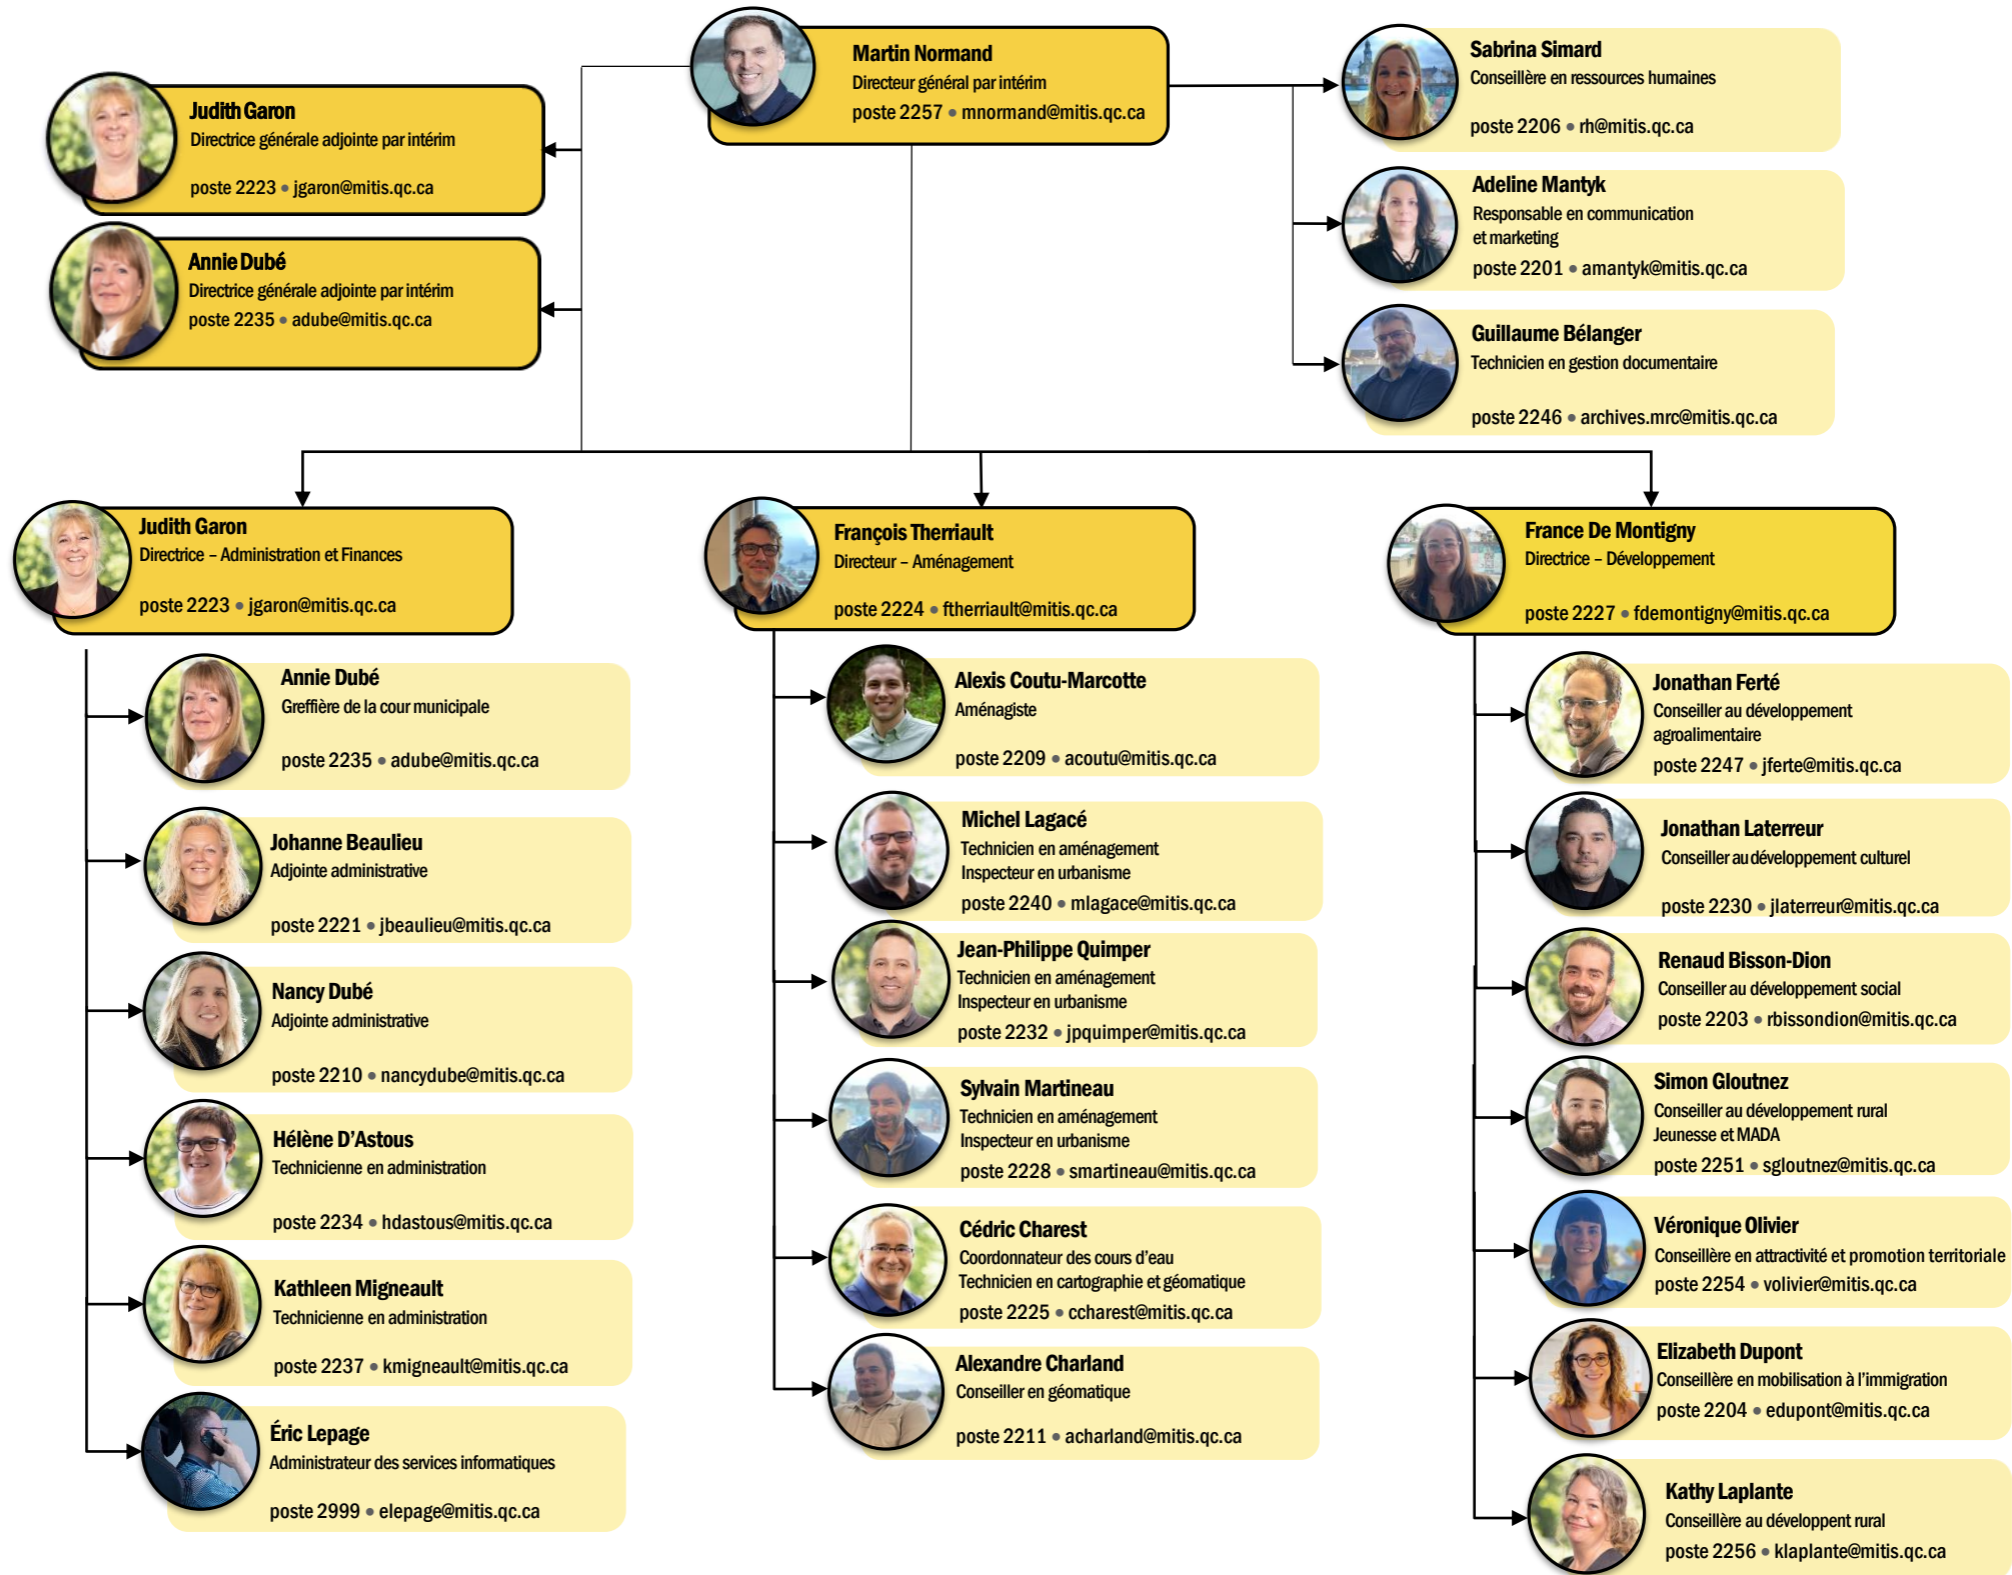 Martin Normand
Directeur général par intérim
poste 2257 • mnormand@mitis.qc.ca
Judith Garon
Directrice générale adjointe par intérim
poste 2223 • jgaron@mitis.qc.ca
Annie Dubé
Directrice générale adjointe par intérim
poste 2235 • adube@mitis.qc.ca
Sabrina Simard
Conseillère en ressources humaines
poste 2206 • rh@mitis.qc.ca
Adeline Mantyk
Responsable en communication
et marketing
poste 2201 • amantyk@mitis.qc.ca
Guillaume Bélanger
Technicien en gestion documentaire
poste 2246 • archives.mrc@mitis.qc.ca
Judith Garon
Directrice – Administration et Finances
poste 2223 • jgaron@mitis.qc.ca
Annie Dubé
Greffière de la cour municipale
poste 2235 • adube@mitis.qc.ca
Johanne Beaulieu
Adjointe administrative
poste 2221 • jbeaulieu@mitis.qc.ca
Nancy Dubé
Adjointe administrative
poste 2210 • nancydube@mitis.qc.ca
Hélène D'Astous
Technicienne en administration
poste 2234 • hdastous@mitis.qc.ca
Kathleen Migneault
Technicienne en administration
poste 2237 • kmigneault@mitis.qc.ca
Éric Lepage
Administrateur des services informatiques
poste 2999 • elepage@mitis.qc.ca
François Therriault
Directeur – Aménagement
poste 2224 • ftherriault@mitis.qc.ca
Alexis Coutu-Marcotte
Aménagiste
poste 2209 • acoutu@mitis.qc.ca
Michel Lagacé
Technicien en aménagement
Inspecteur en urbanisme
poste 2240 • mlagace@mitis.qc.ca
Jean-Philippe Quimper
Technicien en aménagement
Inspecteur en urbanisme
poste 2232 • jpquimper@mitis.qc.ca
Sylvain Martineau
Technicien en aménagement
Inspecteur en urbanisme
poste 2228 • smartineau@mitis.qc.ca
Cédric Charest
Coordonnateur des cours d'eau
Technicien en cartographie et géomatique
poste 2225 • ccharest@mitis.qc.ca
Alexandre Charland
Conseiller en géomatique
poste 2211 • acharland@mitis.qc.ca
France De Montigny
Directrice – Développement
poste 2227 • fdemontigny@mitis.qc.ca
Jonathan Ferté
Conseiller au développement
agroalimentaire
poste 2247 • jferte@mitis.qc.ca
Jonathan Laterreur
Conseiller au développement culturel
poste 2230 • jlaterreur@mitis.qc.ca
Renaud Bisson-Dion
Conseiller au développement social
poste 2203 • rbissondion@mitis.qc.ca
Simon Gloutnez
Conseiller au développement rural
Jeunesse et MADA
poste 2251 • sgloutnez@mitis.qc.ca
Véronique Olivier
Conseillère en attractivité et promotion territoriale
poste 2254 • volivier@mitis.qc.ca
Elizabeth Dupont
Conseillère en mobilisation à l'immigration
poste 2204 • edupont@mitis.qc.ca
Kathy Laplante
Conseillère au développent rural
poste 2256 • klaplante@mitis.qc.ca